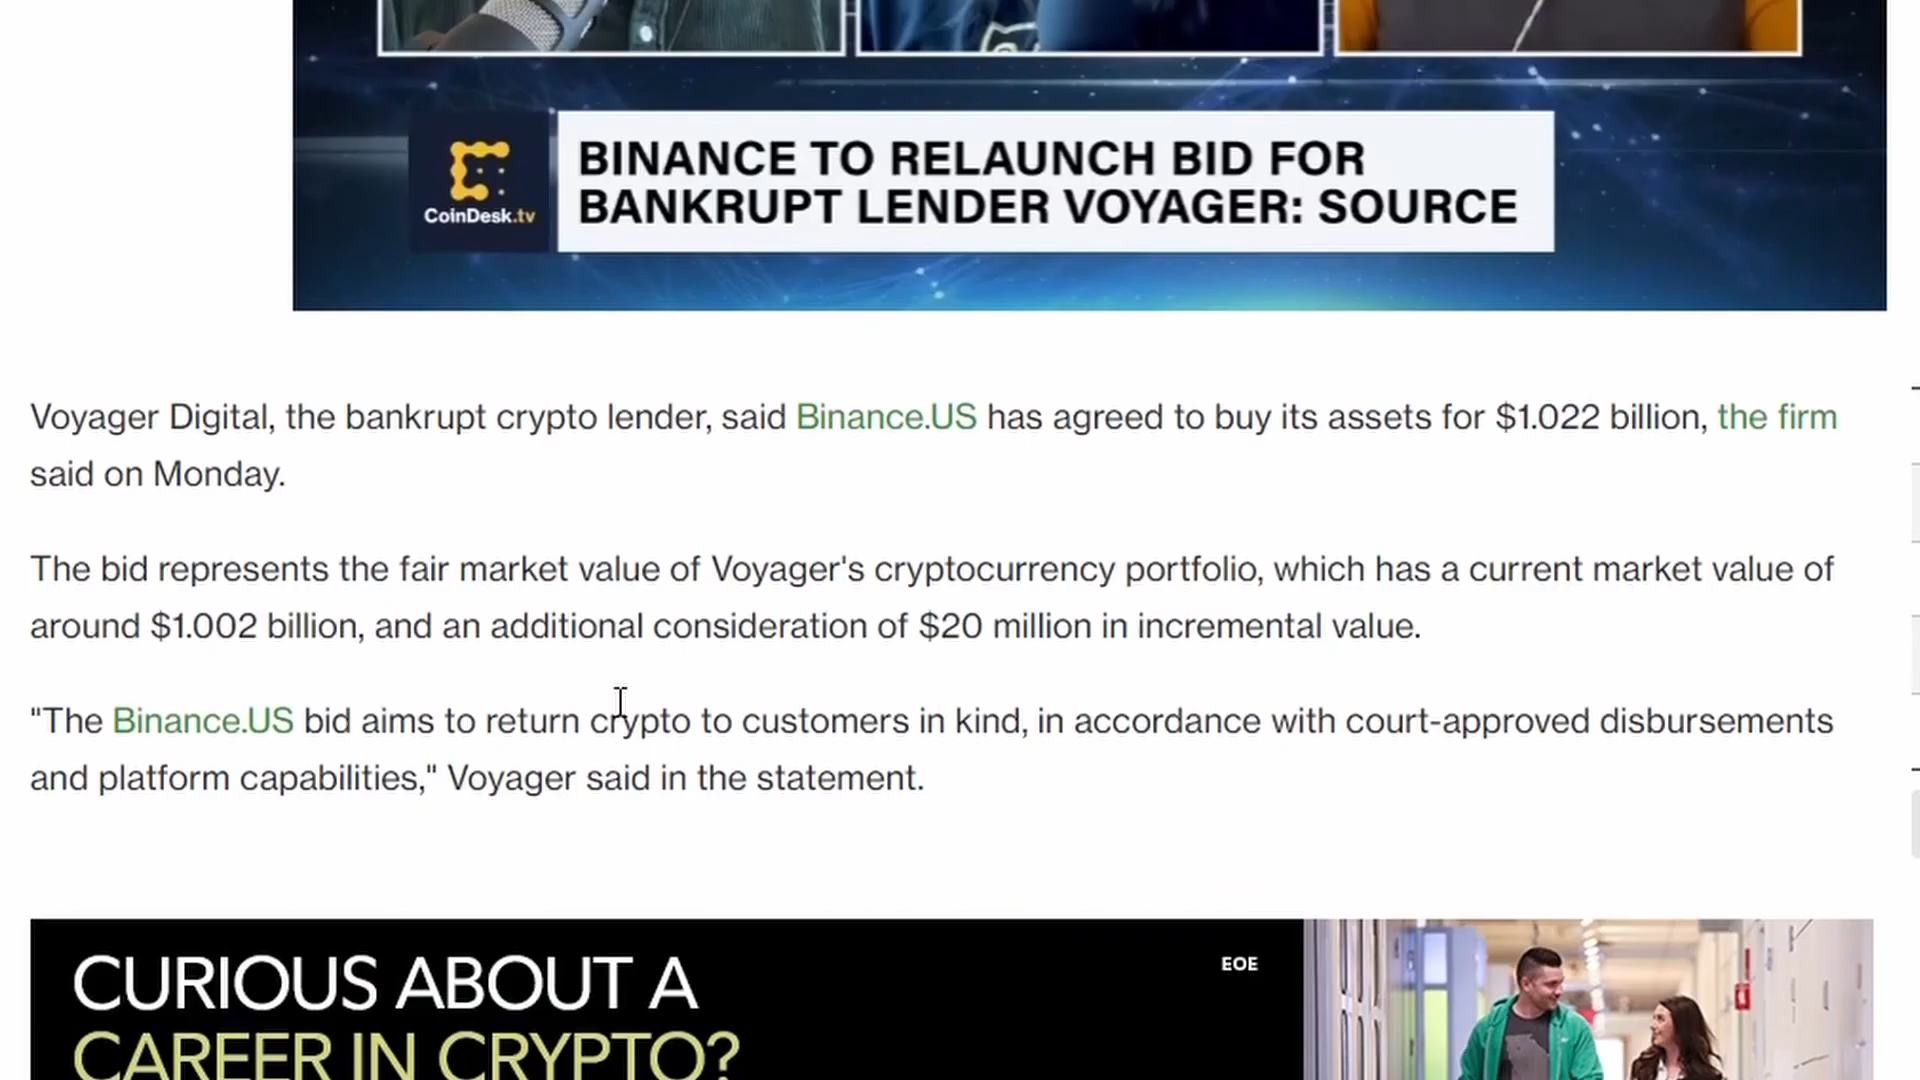 BINANCE TO RELAUNCH BID FOR
BANKRUPT LENDER VOYAGER: SOURCE
CoinDesk.tv
Voyager Digital, the bankrupt crypto lender, said Binance.US has agreed to buy its assets for $1.022 billion, the firm
said on Monday.
The bid represents the fair market value of Voyager's cryptocurrency portfolio, which has a current market value of
around $1.002 billion, and an additional consideration of $20 million in incremental value.
"The Binance.US bid aims to return crypto to customers in kind, in accordance with court-approved disbursements
and platform capabilities," Voyager said in the statement.
CURIOUS ABOUT A
EOE
CAREER IN CRYPTO?